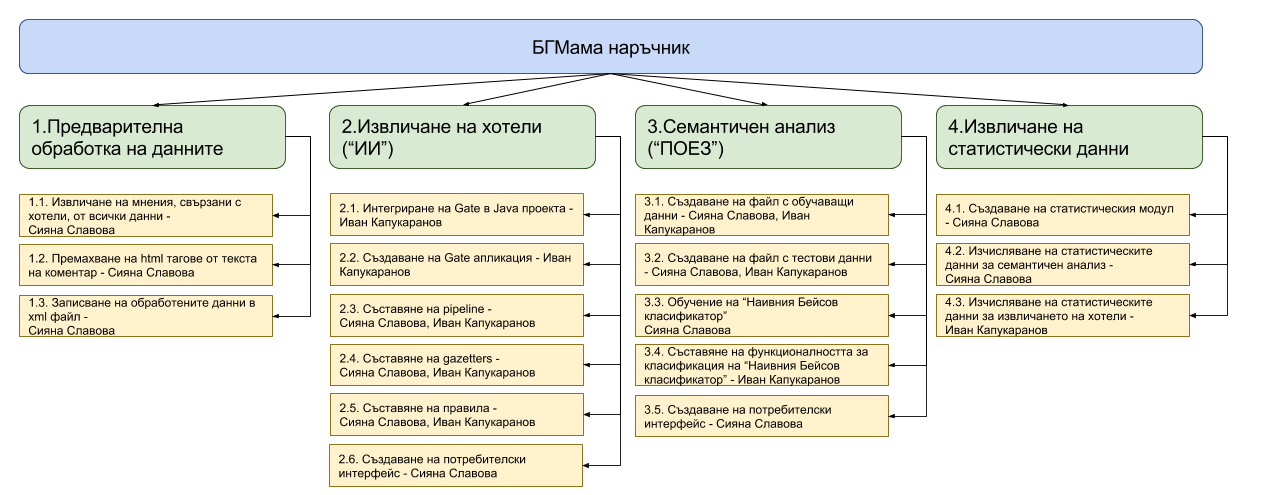 БГМама наръчник
1.Предварителна
обработка на данните
1.1. Извличане на мнения, свързани с
хотели, от всички данни -
Сияна Славова
1.2. Премахване на html тагове от текста
на коментар - Сияна Славова
1.3. Записване на обработените данни в
xml файл -
Сияна Славова
2.Извличане на хотели
(“ИИ”)
2.1. Интегриране на Gate в Java проекта -
Иван Капукаранов
2.2. Създаване на Gate апликация - Иван
Капукаранов
2.3. Съставяне на pipeline -
Сияна Славова, Иван Капукаранов
2.4. Съставяне на gazetters -
Сияна Славова, Иван Капукаранов
2.5. Съставяне на правила -
Сияна Славова, Иван Капукаранов
2.6. Създаване на потребителски
интерфейс - Сияна Славова
3.Семантичен анализ
(“ПОЕЗ”)
3.1. Създаване на файл с обучаващи
данни - Сияна Славова, Иван
Капукаранов
3.2. Създаване на файл с тестови данни
- Сияна Славова, Иван Капукаранов
3.3. Обучение на “Наивния Бейсов
класификатор”
Сияна Славова
3.4. Съставяне на функционалността за
класификация на “Наивния Бейсов
класификатор” - Иван Капукаранов
3.5. Създаване на потребителски
интерфейс - Сияна Славова
4.Извличане на
статистически данни
4.1. Създаване на статистическия модул
- Сияна Славова
4.2. Изчисляване на статистическите
данни за семантичен анализ -
Сияна Славова
4.3. Изчисляване на статистическите
данни за извличането на хотели -
Иван Капукаранов